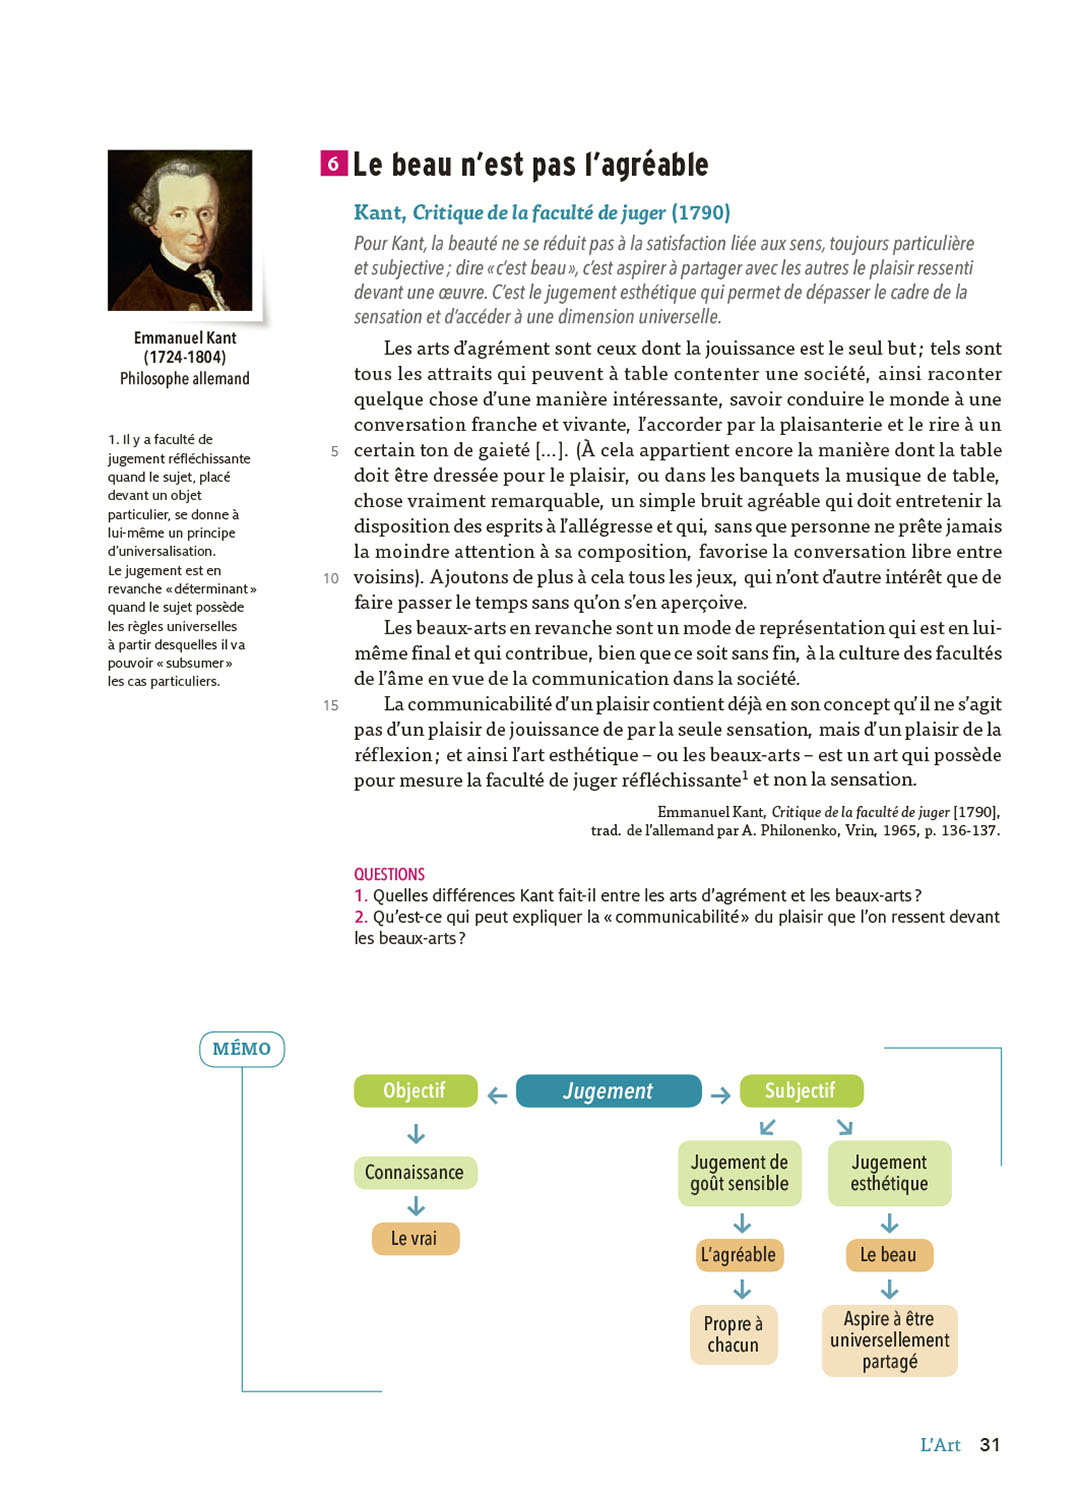 6 Le beau n’est pas l’agréable
Kant, Critique de la faculté de juger (1790)
Pour Kant, la beauté ne se réduit pas à la satisfaction liée aux sens, toujours particulière
et subjective ; dire « c’est beau », c’est aspirer à partager avec les autres le plaisir ressenti
devant une œuvre. C’est le jugement esthétique qui permet de dépasser le cadre de la
sensation et d’accéder à une dimension universelle.
Emmanuel Kant
(1724-1804)
Philosophe allemand
1. Il y a faculté de
jugement réfléchissante
quand le sujet, placé
devant un objet
particulier, se donne à
lui-même un principe
d’universalisation.
Le jugement est en
revanche « déterminant »
quand le sujet possède
les règles universelles
à partir desquelles il va
pouvoir « subsumer »
les cas particuliers.
Les arts d’agrément sont ceux dont la jouissance est le seul but ; tels sont
tous les attraits qui peuvent à table contenter une société, ainsi raconter
quelque chose d’une manière intéressante, savoir conduire le monde à une
conversation franche et vivante, l’accorder par la plaisanterie et le rire à un
5 certain ton de gaieté [...]. (À cela appartient encore la manière dont la table
doit être dressée pour le plaisir, ou dans les banquets la musique de table,
chose vraiment remarquable, un simple bruit agréable qui doit entretenir la
disposition des esprits à l’allégresse et qui, sans que personne ne prête jamais
la moindre attention à sa composition, favorise la conversation libre entre
10 voisins). Ajoutons de plus à cela tous les jeux, qui n’ont d’autre intérêt que de
faire passer le temps sans qu’on s’en aperçoive.
Les beaux-arts en revanche sont un mode de représentation qui est en lui-
même final et qui contribue, bien que ce soit sans fin, à la culture des facultés
de l’âme en vue de la communication dans la société.
15 La communicabilité d’un plaisir contient déjà en son concept qu’il ne s’agit
pas d’un plaisir de jouissance de par la seule sensation, mais d’un plaisir de la
réflexion ; et ainsi l’art esthétique – ou les beaux-arts – est un art qui possède
pour mesure la faculté de juger réfléchissante1 et non la sensation.
Emmanuel Kant, Critique de la faculté de juger [1790],
trad. de l’allemand par A. Philonenko, Vrin, 1965, p. 136-137.
QUESTIONS
1. Quelles différences Kant fait-il entre les arts d’agrément et les beaux-arts ?
2. Qu’est-ce qui peut expliquer la « communicabilité » du plaisir que l’on ressent devant
les beaux-arts ?
MÉMO
Objectif ← Jugement → Subjectif
Connaissance
Le vrai
Jugement de
goût sensible
L’agréable
Propre à
chacun
Jugement
esthétique
Le beau
Aspire à être
universellement
partagé
L’Art 31